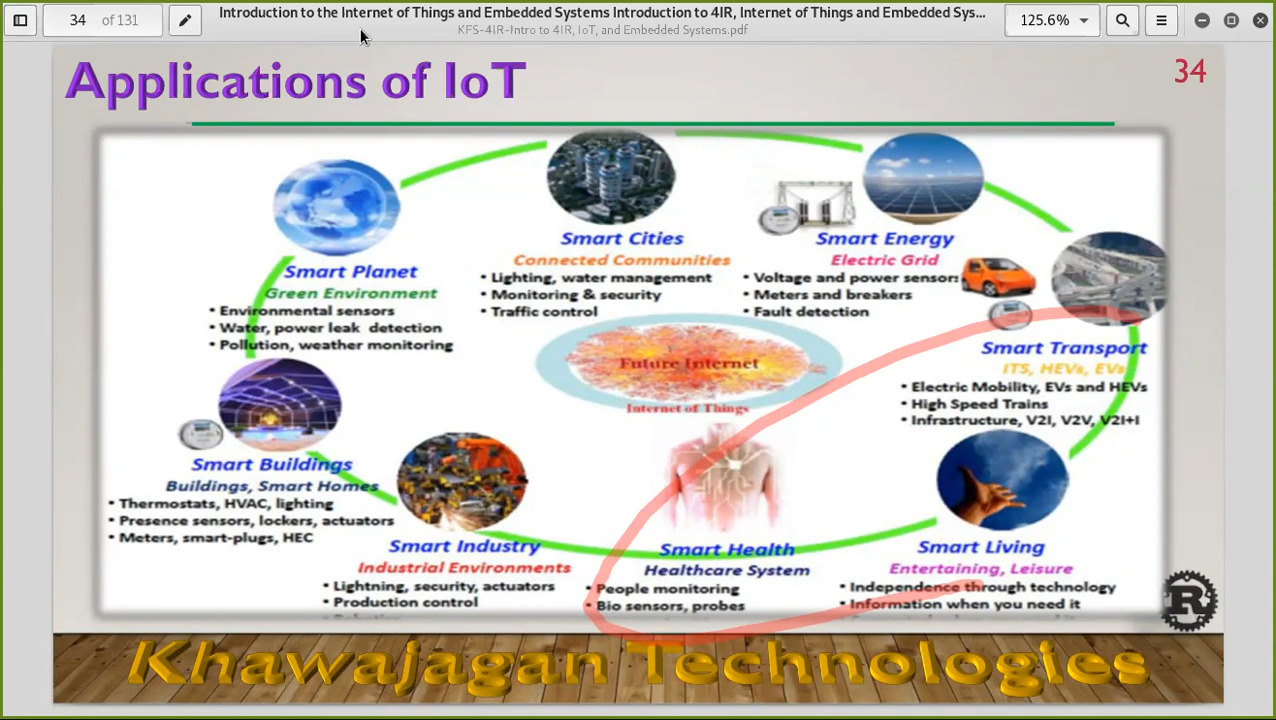 34 of 131
Introduction to the Internet of Things and Embedded Systems Introduction to 4IR, Internet of Things and Embedded Sys...
KFS-4IR-Intro to 4IR, IoT, and Embedded Systems.pdf
125.6%
Applications of IoT
34
Smart Planet
Green Environment
• Environmental sensors
• Water, power leak detection
• Pollution, weather monitoring
Smart Cities
Connected Communities
• Lighting, water management
• Monitoring & security
• Traffic control
Smart Energy
Electric Grid
• Voltage and power sensors
• Meters and breakers
• Fault detection
Smart Transport
ITS, HEVs, EVs
• Electric Mobility, EVs and HEVs
• High Speed Trains
• Infrastructure, V2I, V2V, V2I+I
Future Internet
Internet of Things
Smart Buildings
Buildings, Smart Homes
• Thermostats, HVAC, lighting
• Presence sensors, lockers, actuators
• Meters, smart-plugs, HEC
Smart Industry
Industrial Environments
• Lightning, security, actuators
• Production control
Smart Health
Healthcare System
• People monitoring
• Bio sensors, probes
Smart Living
Entertaining, Leisure
• Independence through technology
• Information when you need it
R
Khawajagan Technologies